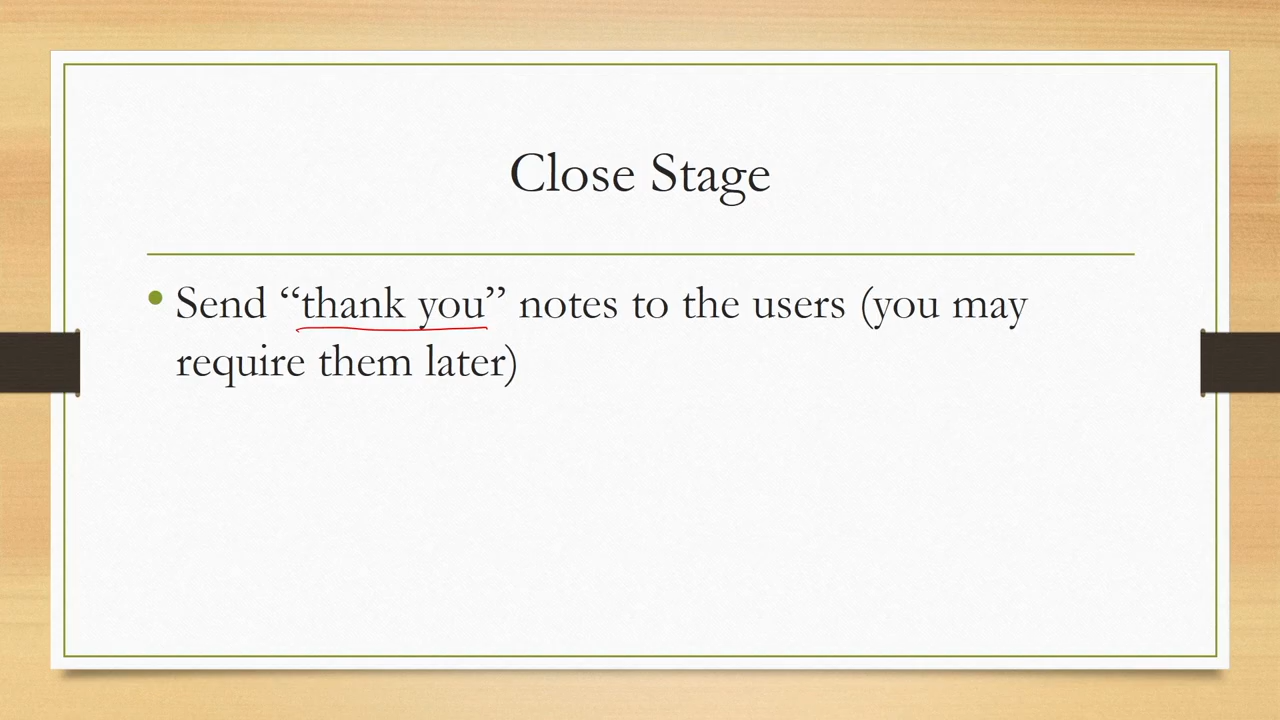 Close Stage
• Send “thank you” notes to the users (you may
require them later)